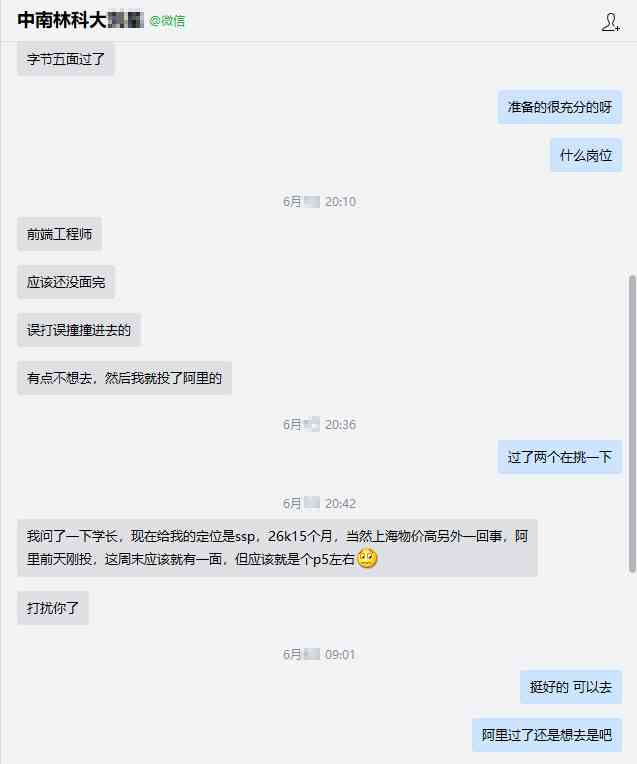 中南林科大 @微信
字节五面过了
准备的很充分的呀
什么岗位
6月 20:10
前端工程师
应该还没面完
误打误撞撞进去的
有点不想去，然后我就投了阿里的
6月 20:36
过了两个在挑一下
6月 20:42
我问了一下学长，现在给我的定位是ssp，26k15个月，当然上海物价高另外一回事，阿
里前天刚投，这周末应该就有一面，但应该就是个p5左右
打扰你了
6月 09:01
挺好的 可以去
阿里过了还是想去是吧